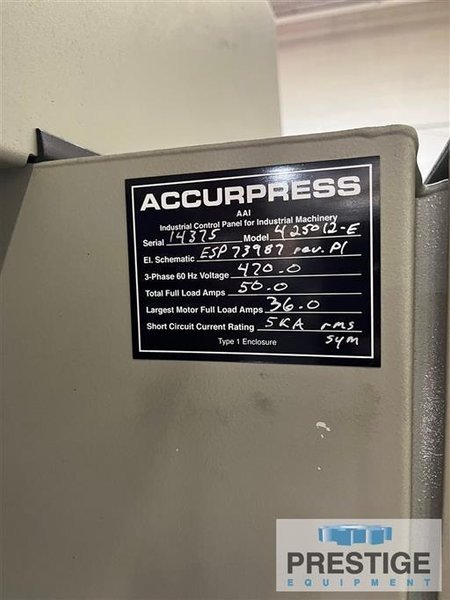 ACCURPRESS
AAI
Industrial Control Panel for Industrial Machinery
Serial 14375 Model 425012-E
El. Schematic ESP 73987 rev. P1
3-Phase 60 Hz Voltage 470.0
Total Full Load Amps 50.0
Largest Motor Full Load Amps 36.0
Short Circuit Current Rating 5KA rms
sym
Type 1 Enclosure
PRESTIGE
EQUIPMENT